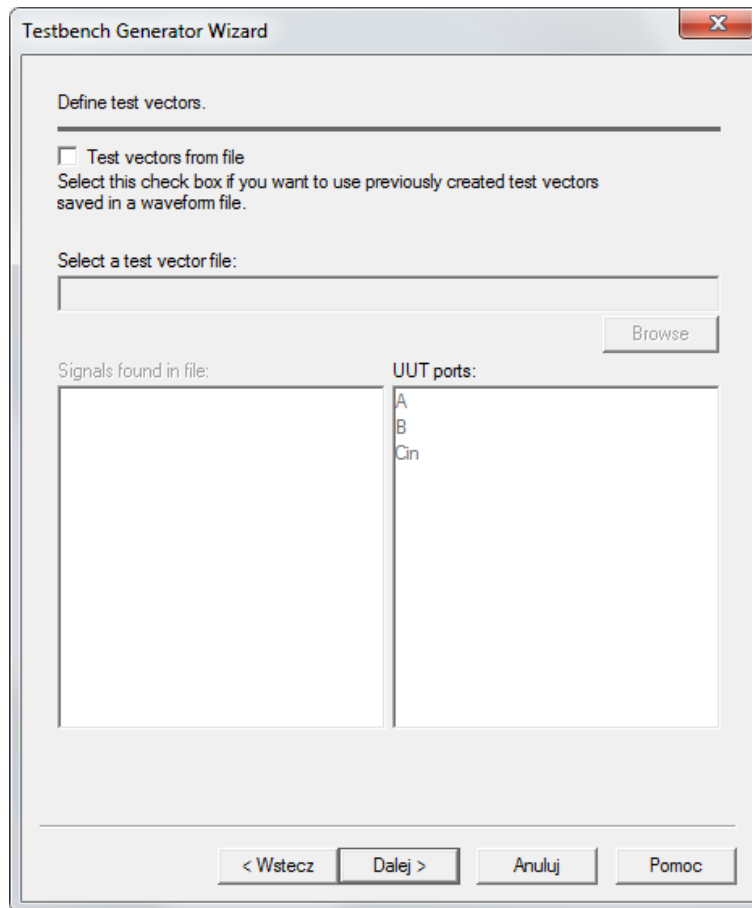 Testbench Generator Wizard
Define test vectors.
Test vectors from file
Select this check box if you want to use previously created test vectors
saved in a waveform file.
Select a test vector file:
Browse
Signals found in file:
UUT ports:
A
B
Cin
< Wstecz
Dalej >
Anuluj
Pomoc